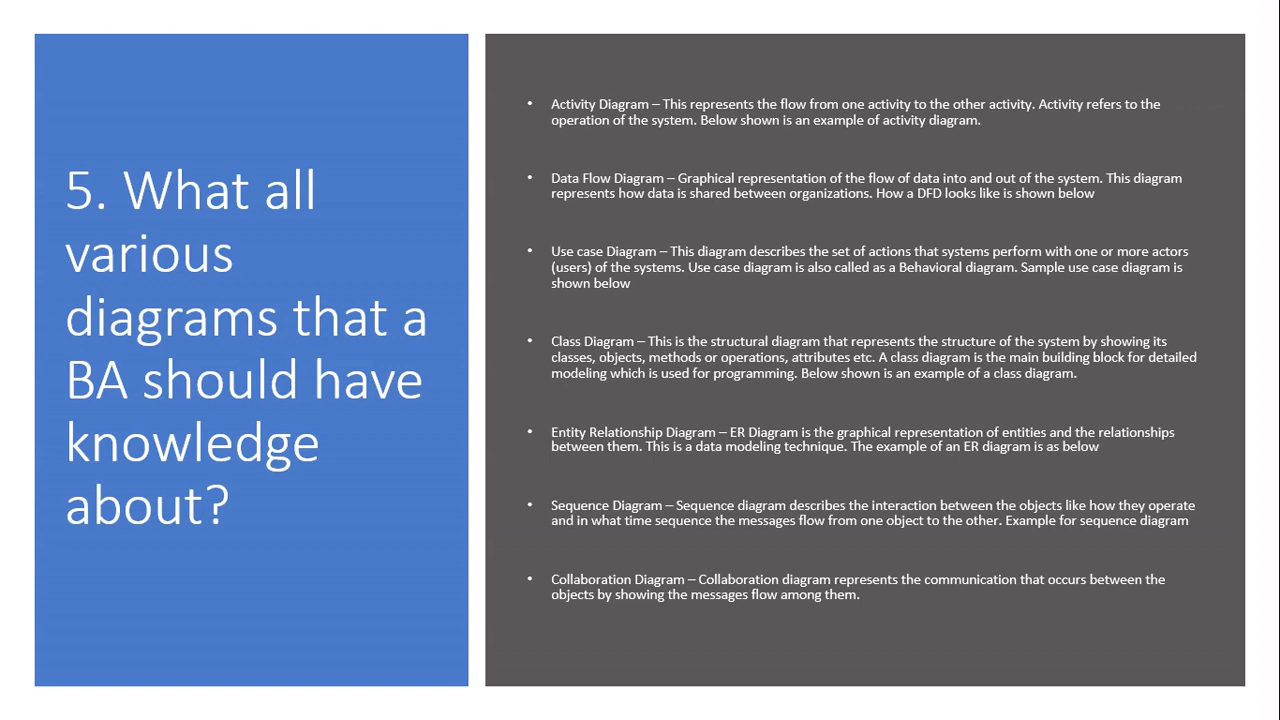 5. What all
various
diagrams that a
BA should have
knowledge
about?
• Activity Diagram – This represents the flow from one activity to the other activity. Activity refers to the
operation of the system. Below shown is an example of activity diagram.
• Data Flow Diagram – Graphical representation of the flow of data into and out of the system. This diagram
represents how data is shared between organizations. How a DFD looks like is shown below
• Use case Diagram – This diagram describes the set of actions that systems perform with one or more actors
(users) of the systems. Use case diagram is also called as a Behavioral diagram. Sample use case diagram is
shown below
• Class Diagram – This is the structural diagram that represents the structure of the system by showing its
classes, objects, methods or operations, attributes etc. A class diagram is the main building block for detailed
modeling which is used for programming. Below shown is an example of a class diagram.
• Entity Relationship Diagram – ER Diagram is the graphical representation of entities and the relationships
between them. This is a data modeling technique. The example of an ER diagram is as below
• Sequence Diagram – Sequence diagram describes the interaction between the objects like how they operate
and in what time sequence the messages flow from one object to the other. Example for sequence diagram
• Collaboration Diagram – Collaboration diagram represents the communication that occurs between the
objects by showing the messages flow among them.